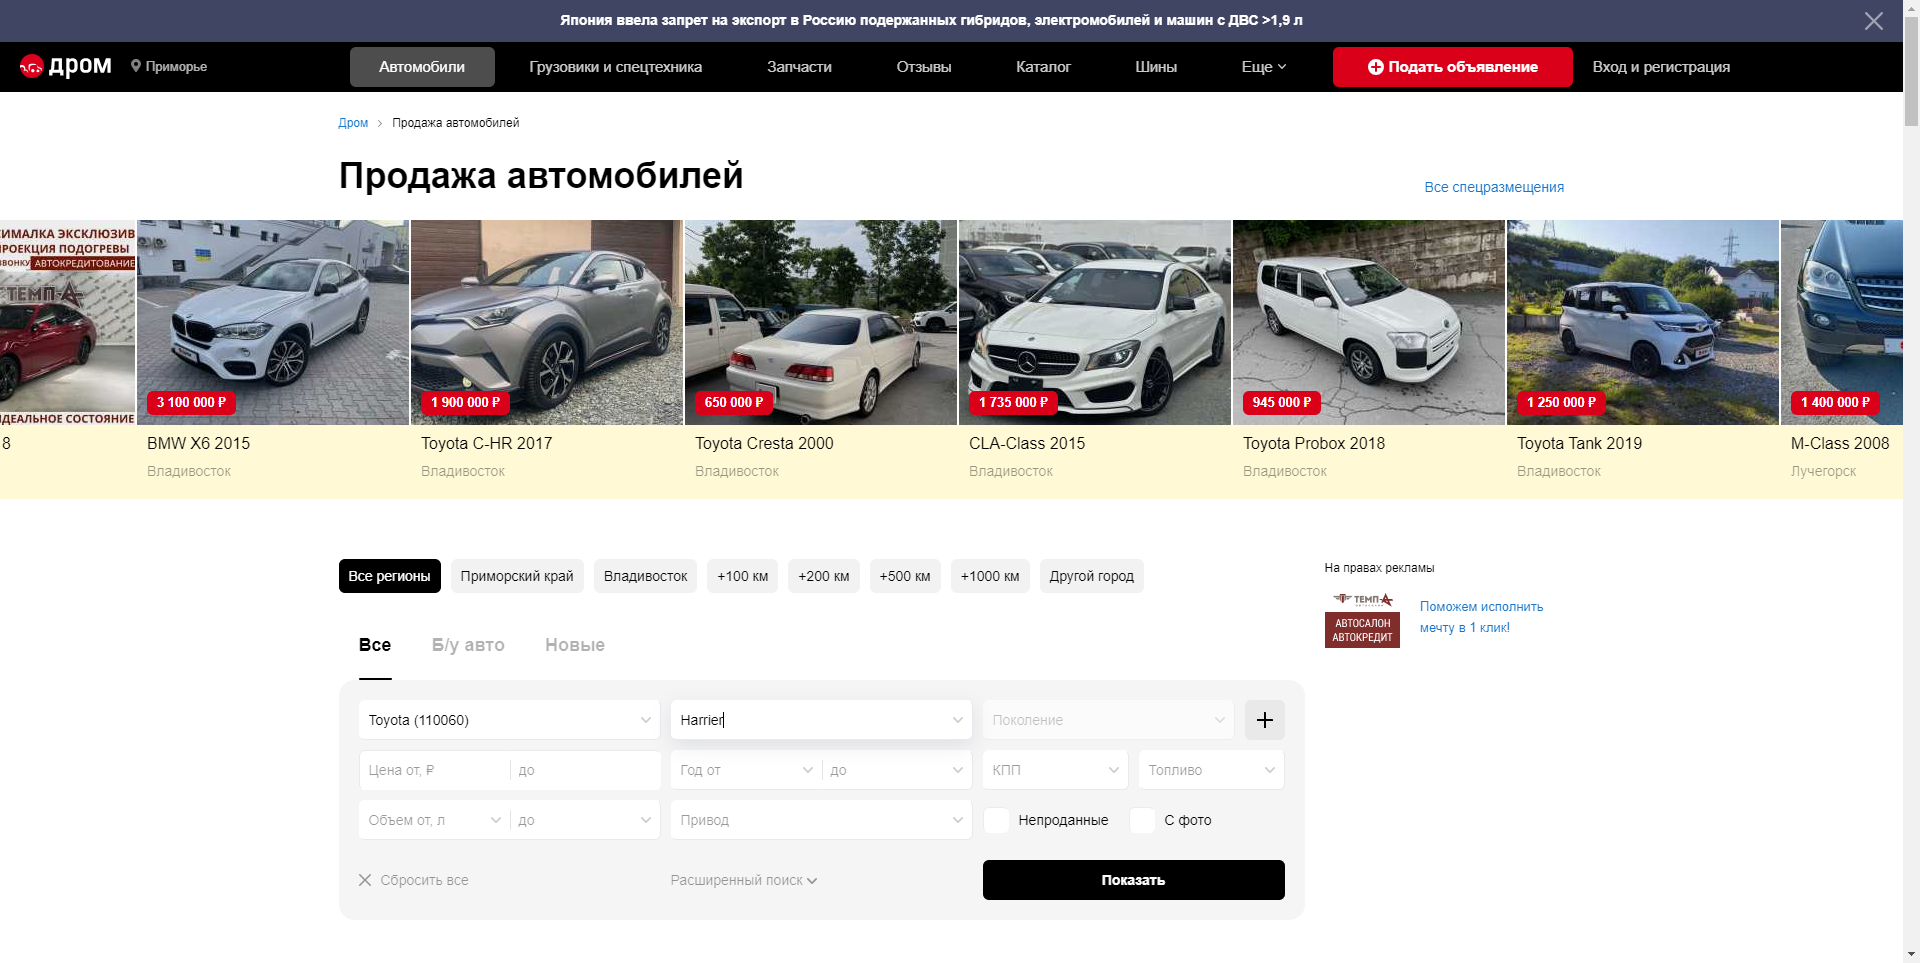 Япония ввела запрет на экспорт в Россию подержанных гибридов, электромобилей и машин с ДВС >1,9 л
дром
Приморье
Автомобили
Грузовики и спецтехника
Запчасти
Отзывы
Каталог
Шины
Еще
Подать объявление
Вход и регистрация
Дром
Продажа автомобилей
Продажа автомобилей
Все спецразмещения
СИМАЛКА ЭКСКЛЮЗИВ
РОЕКЦИЯ ПОДОГРЕВЫ
ЗВОНКУ АВТОКРЕДИТОВАНИЕ
ТЕМП-А
ИДЕАЛЬНОЕ СОСТОЯНИЕ
8
3 100 000 ₽
BMW X6 2015
Владивосток
1 900 000 ₽
Toyota C-HR 2017
Владивосток
650 000 ₽
Toyota Cresta 2000
Владивосток
1 735 000 ₽
CLA-Class 2015
Владивосток
945 000 ₽
Toyota Probox 2018
Владивосток
1 250 000 ₽
Toyota Tank 2019
Владивосток
1 400 000 ₽
M-Class 2008
Лучегорск
Все регионы
Приморский край
Владивосток
+100 км
+200 км
+500 км
+1000 км
Другой город
На правах рекламы
ТЕМП-А
АВТОСАЛОН
АВТОКРЕДИТ
Поможем исполнить
мечту в 1 клик!
Все
Б/у авто
Новые
Toyota (110060)
Harrier
Поколение
Цена от, ₽
до
Год от
до
КПП
Топливо
Объем от, л
до
Привод
Непроданные
С фото
Сбросить все
Расширенный поиск
Показать